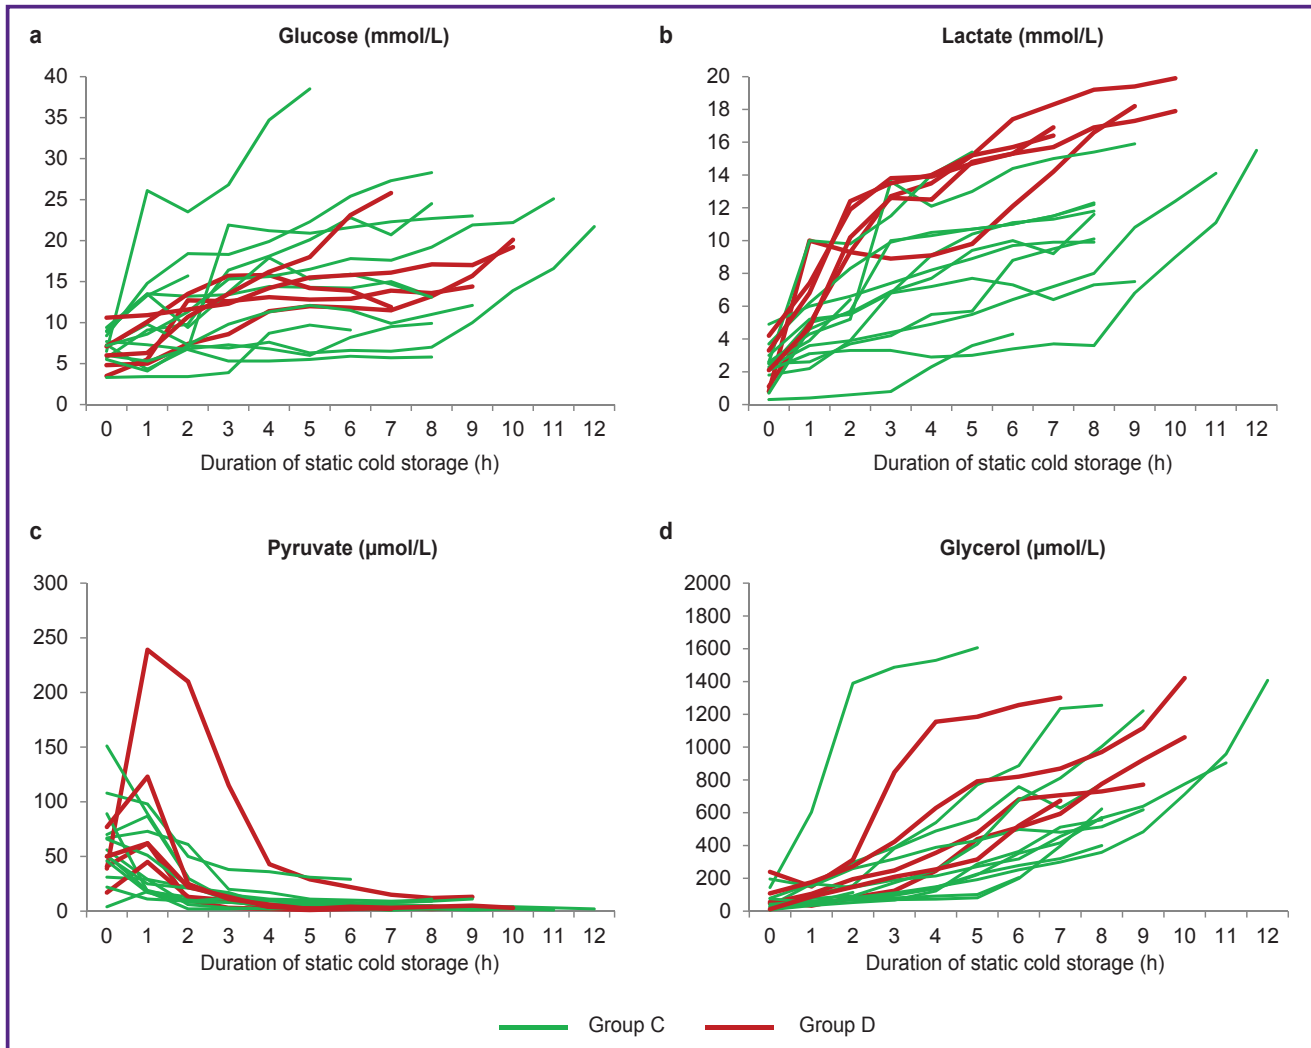 a
Glucose (mmol/L)
40
35
30
25
20
15
10
5
0
0 1 2 3 4 5 6 7 8 9 10 11 12
Duration of static cold storage (h)
b
Lactate (mmol/L)
20
18
16
14
12
10
8
6
4
2
0
0 1 2 3 4 5 6 7 8 9 10 11 12
Duration of static cold storage (h)
c
Pyruvate (µmol/L)
300
250
200
150
100
50
0
0 1 2 3 4 5 6 7 8 9 10 11 12
Duration of static cold storage (h)
d
Glycerol (µmol/L)
2000
1800
1600
1400
1200
1000
800
600
400
200
0
0 1 2 3 4 5 6 7 8 9 10 11 12
Duration of static cold storage (h)
Group C
Group D